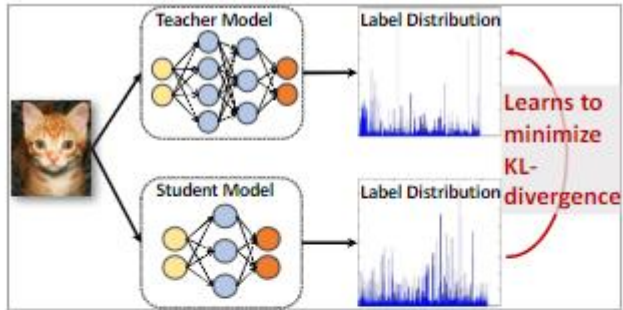 Teacher Model
Label Distribution
Learns to
minimize
KL-
divergence
Student Model
Label Distribution